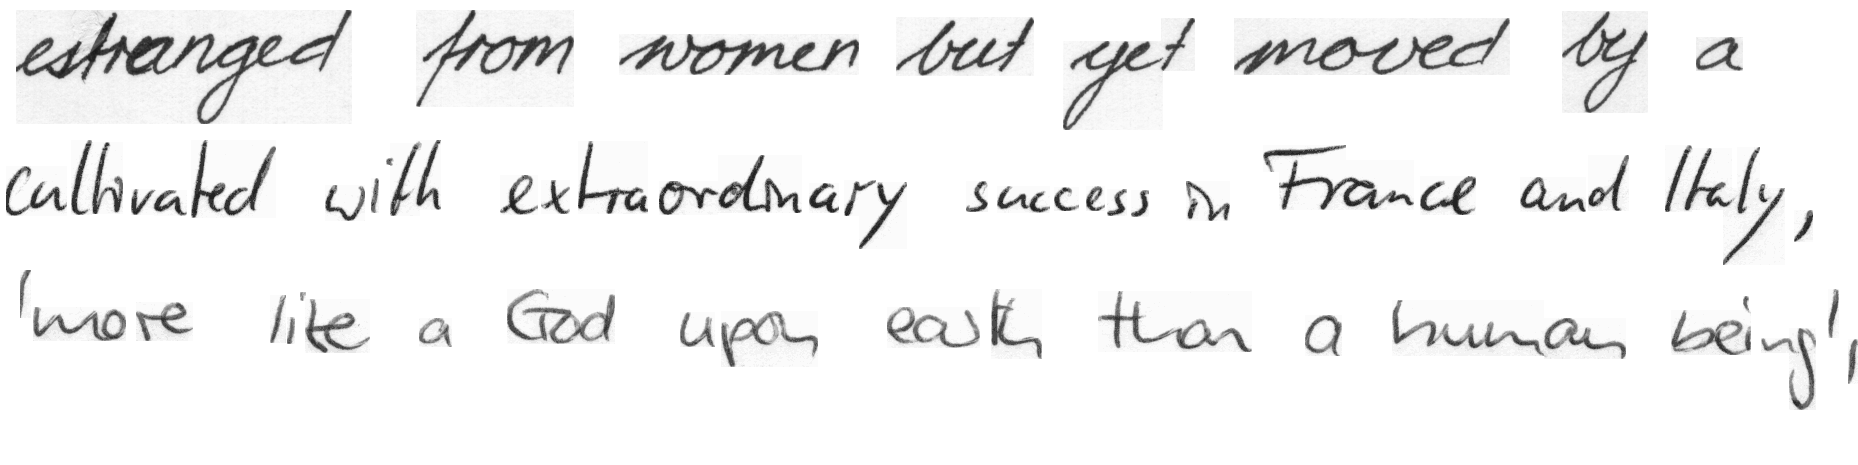 estranged from women but yet moved by a
cultivated with extraordinary success in France and Italy,
'more like a God upon earth than a human being',